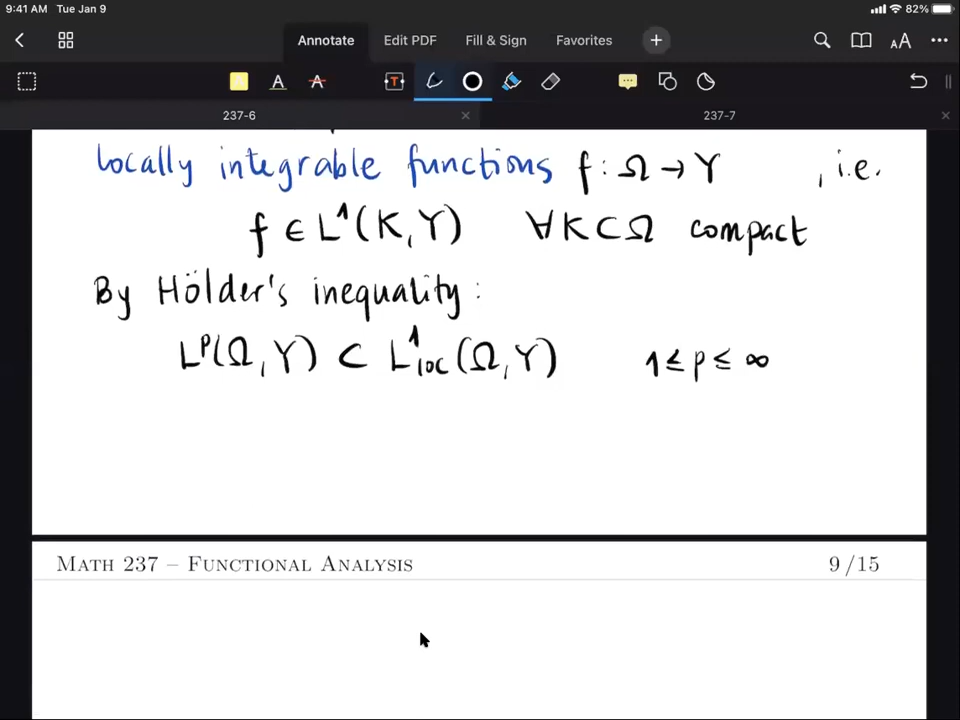 9:41 AM Tue Jan 9
82%
Annotate Edit PDF Fill & Sign Favorites
237-6
237-7
locally integrable functions f : Ω → Y , i.e.
f ∈ L¹(K, Y) ∀ K ⊂ Ω compact
By Hölder's inequality :
Lᵖ(Ω, Y) ⊂ L¹loc(Ω, Y) 1 ≤ p ≤ ∞
MATH 237 – FUNCTIONAL ANALYSIS 9 / 15